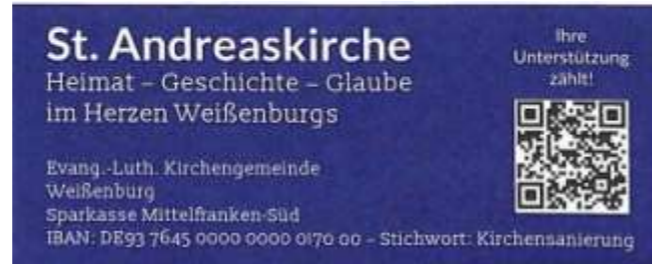 St. Andreaskirche
Heimat – Geschichte – Glaube
im Herzen Weißenburgs
Ihre
Unterstützung
zählt!
Evang.-Luth. Kirchengemeinde
Weißenburg
Sparkasse Mittelfranken-Süd
IBAN: DE93 7645 0000 0000 0170 00 – Stichwort: Kirchensanierung